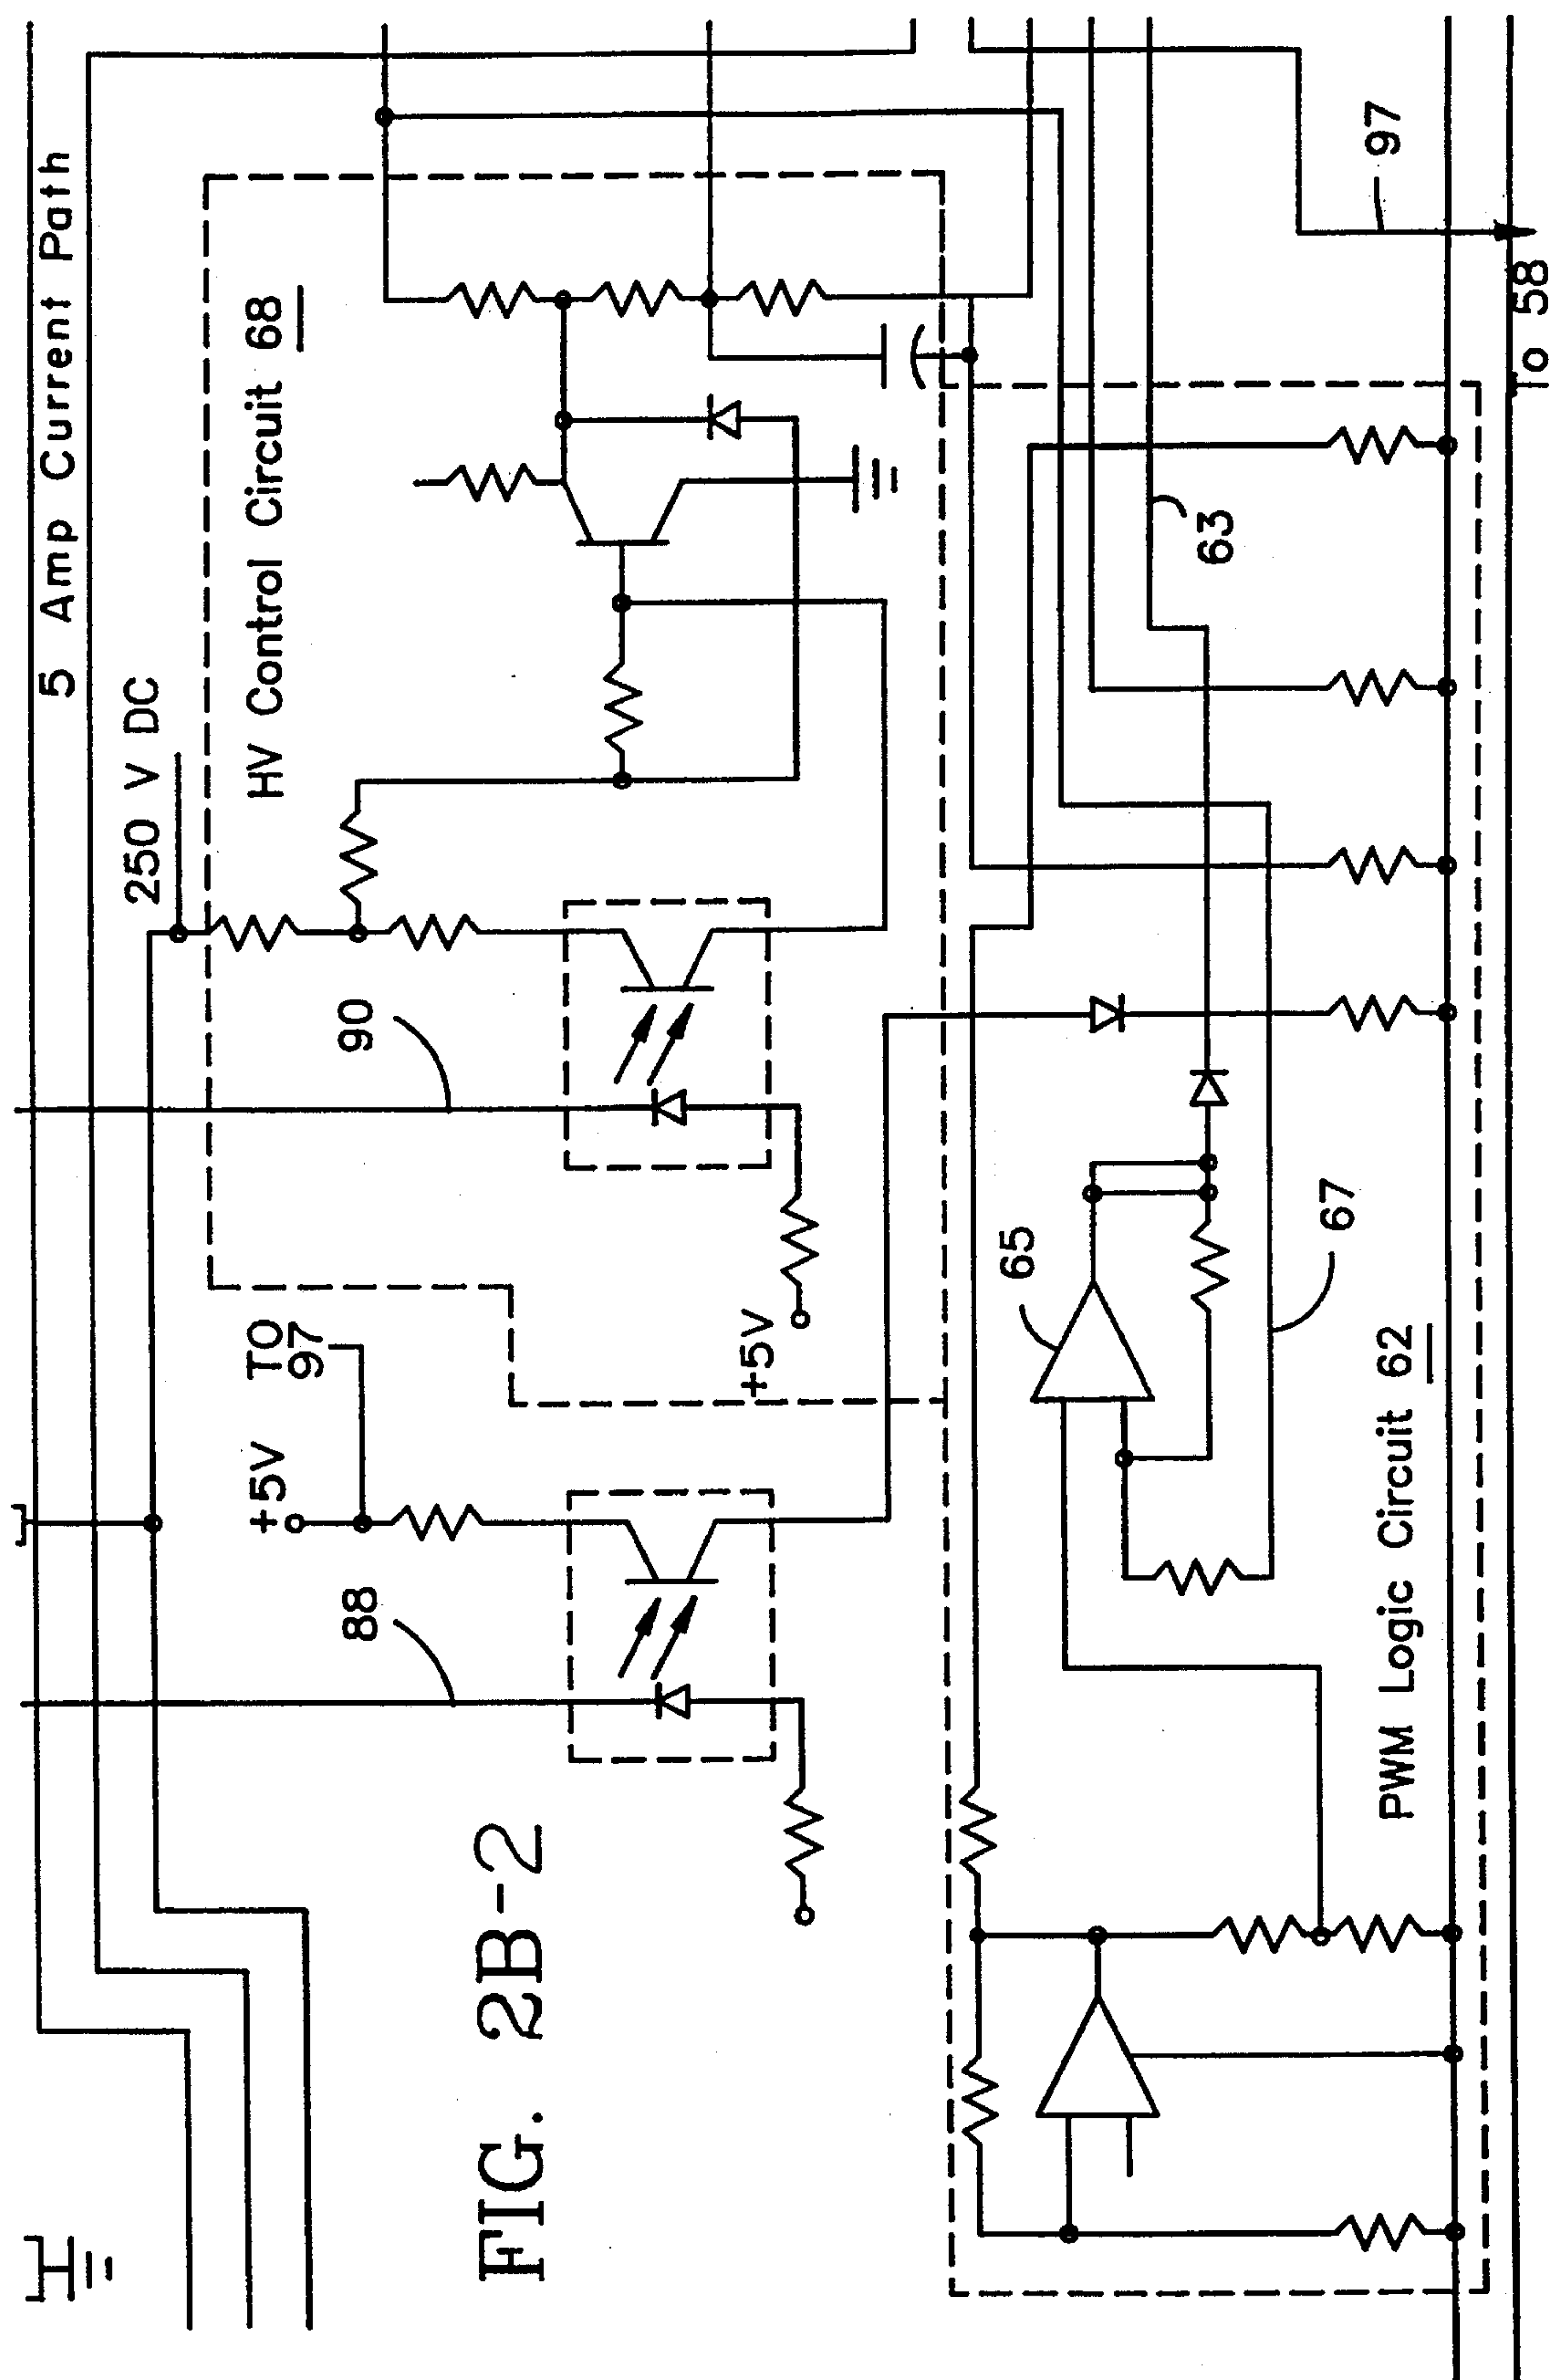 5 Amp Current Path
250 V DC
HV Control Circuit 68
90
TO
97
+5V
+5V
88
FIG. 2B-2
65
63
67
97
PWM Logic Circuit 62
To 58